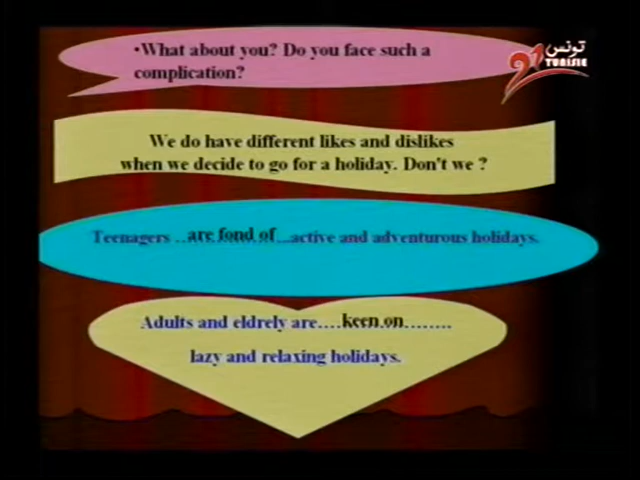 •What about you? Do you face such a
complication?
تونس
21
TUNISIE
We do have different likes and dislikes
when we decide to go for a holiday. Don't we ?
Teenagers ..are fond of...active and adventurous holidays.
Adults and eldrely are....keen on........
lazy and relaxing holidays.